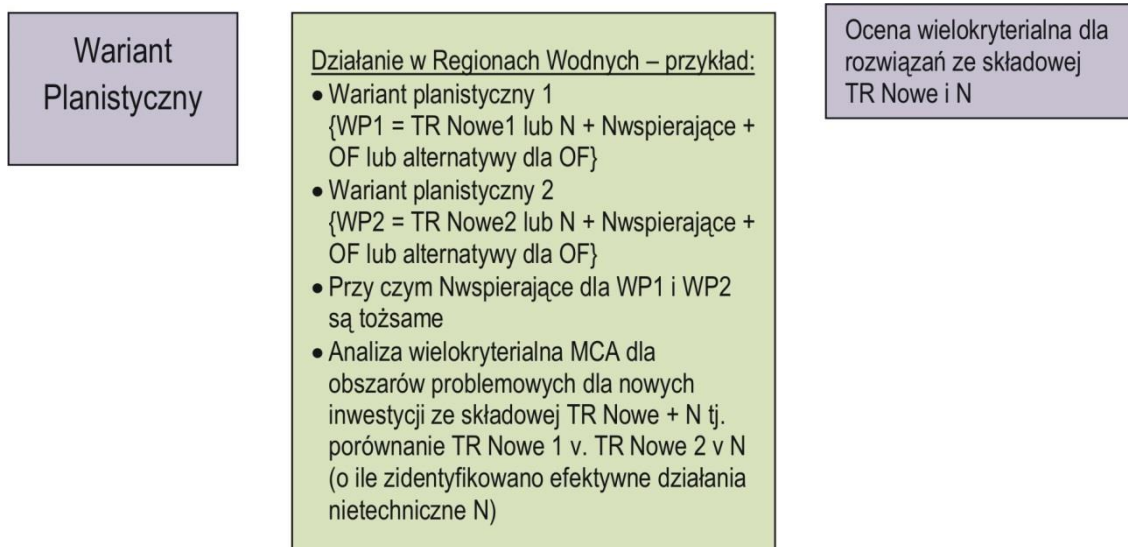 Wariant
Planistyczny
Działanie w Regionach Wodnych – przykład:
• Wariant planistyczny 1
{WP1 = TR Nowe1 lub N + Nwspierające +
OF lub alternatywy dla OF}
• Wariant planistyczny 2
{WP2 = TR Nowe2 lub N + Nwspierające +
OF lub alternatywy dla OF}
• Przy czym Nwspierające dla WP1 i WP2
są tożsame
• Analiza wielokryterialna MCA dla
obszarów problemowych dla nowych
inwestycji ze składowej TR Nowe + N tj.
porównanie TR Nowe 1 v. TR Nowe 2 v N
(o ile zidentyfikowano efektywne działania
nietechniczne N)
Ocena wielokryterialna dla
rozwiązań ze składowej
TR Nowe i N